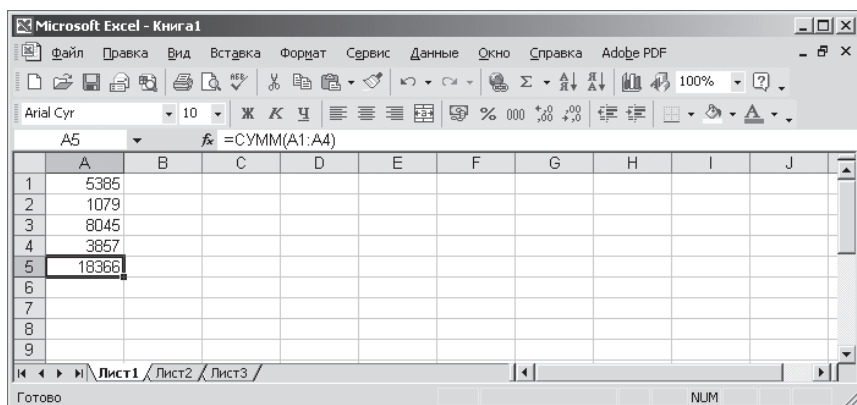 Microsoft Excel - Книга1
Файл Правка Вид Вставка Формат Сервис Данные Окно Справка Adobe PDF
100%
Arial Cyr 10 Ж К Ч % 000
A5 fx =СУММ(A1:A4)
A B C D E F G H I J
1 5385
2 1079
3 8045
4 3857
5 18366
6
7
8
9
Лист1 Лист2 Лист3
Готово NUM